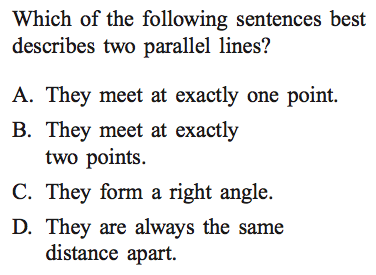 Which of the following sentences best
describes two parallel lines?
A. They meet at exactly one point.
B. They meet at exactly
two points.
C. They form a right angle.
D. They are always the same
distance apart.